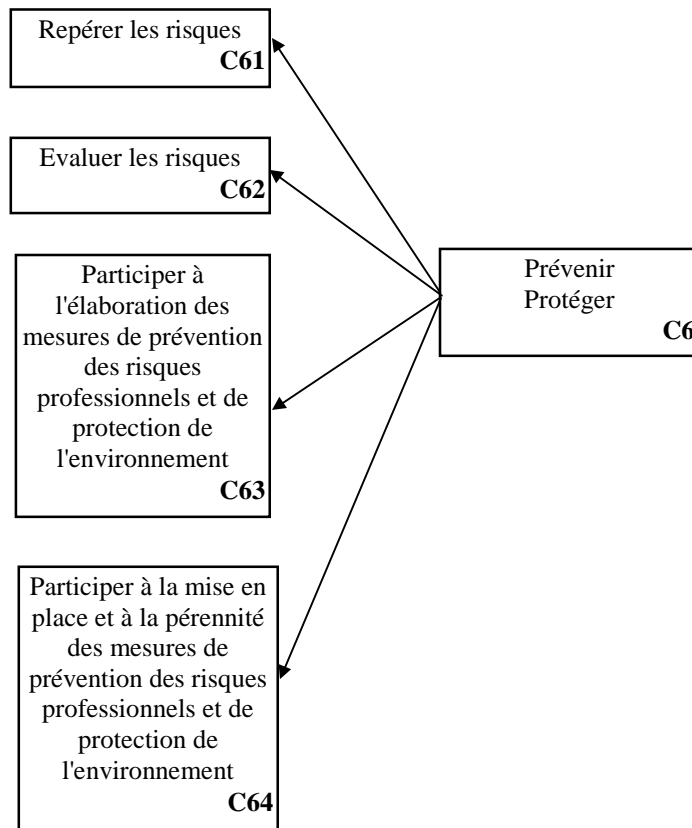 Repérer les risques
C61
Evaluer les risques
C62
Participer à
l'élaboration des
mesures de prévention
des risques
professionnels et de
protection de
l'environnement
C63
Participer à la mise en
place et à la pérennité
des mesures de
prévention des risques
professionnels et de
protection de
l'environnement
C64
Prévenir
Protéger
C6